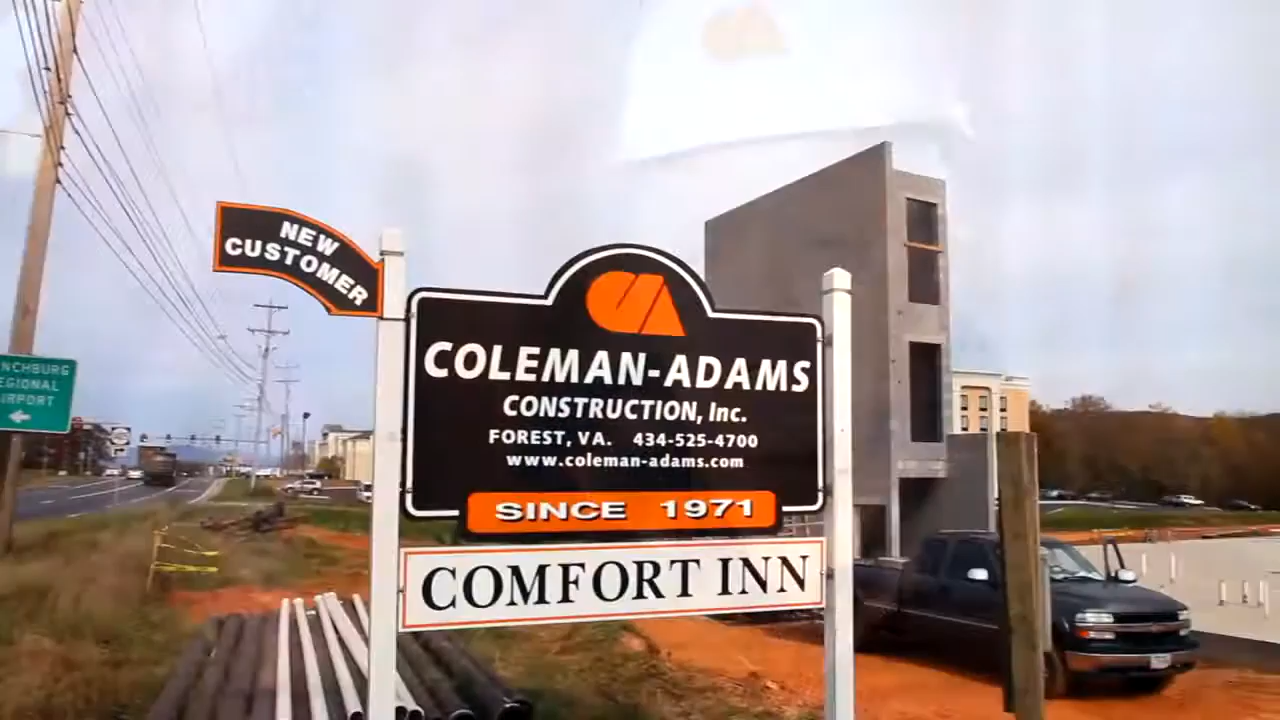 NEW
CUSTOMER
COLEMAN-ADAMS
CONSTRUCTION, Inc.
FOREST, VA. 434-525-4700
www.coleman-adams.com
SINCE 1971
COMFORT INN
NCHBURG
EGIONAL
IRPORT